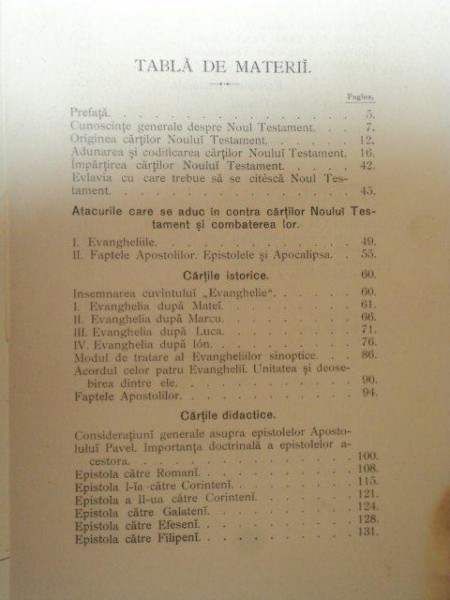 TABLĂ DE MATERIĬ.
Pagina.
Prefață. . . . . . . . . . . . 5.
Cunoscințe generale despre Noul Testament. . . 7.
Originea cărților Nouluĭ Testament. . . . . . 12.
Adunarea și codificarea cărților Nouluĭ Testament. 16.
Impărțirea cărților Nouluĭ Testament. . . . . 42.
Evlavia cu care trebue să se citéscă Noul Tes-
tament. . . . . . . . . . . . 45.
Atacurile care se aduc in contra cărților Nouluĭ Tes-
tament și combaterea lor.
I. Evangheliile. . . . . . . . . . . 49.
II. Faptele Apostolilor. Epistolele și Apocalipsa. . 55.
Cărțile istorice. 60.
Insemnarea cuvintuluĭ „Evanghelie“. . . . . 60.
I. Evanghelia după Mateĭ. . . . . . . . 61.
II. Evanghelia după Marcu. . . . . . . 66.
III. Evanghelia după Luca. . . . . . . . 71.
IV. Evanghelia după Ión. . . . . . . . 76.
Modul de tratare al Evangheliilor sinoptice. . . 86.
Acordul celor patru Evangheliĭ. Unitatea și deose-
birea dintre ele. . . . . . . . . . 90.
Faptele Apostolilor. . . . . . . . . . 94.
Cărțile didactice.
Considerațiunĭ generale asupra epistolelor Aposto-
luluĭ Pavel. Importanța doctrinală a epistolelor a-
cestora. . . . . . . . . . . . 100.
Epistola către Romanĭ. . . . . . . . . 108.
Epistola I-ĭa către Corintenĭ. . . . . . . 115.
Epistola a II-ua către Corintenĭ. . . . . . 121.
Epistola către Galatenĭ. . . . . . . . . 124.
Epistola către Efesenĭ. . . . . . . . . 128.
Epistola către Filipenĭ. . . . . . . . . 131.